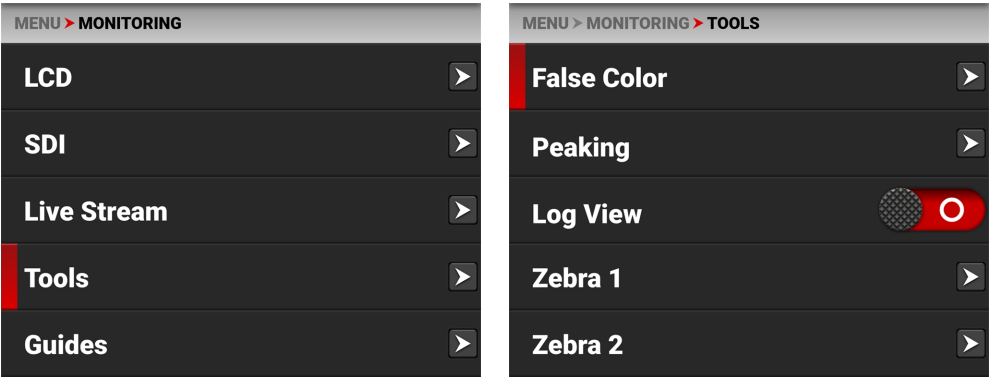 MENU > MONITORING
LCD
SDI
Live Stream
Tools
Guides
MENU > MONITORING > TOOLS
False Color
Peaking
Log View
Zebra 1
Zebra 2